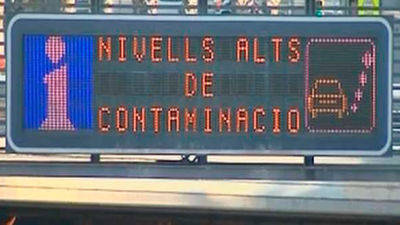 i NIVELLS ALTS
DE
CONTAMINACIO